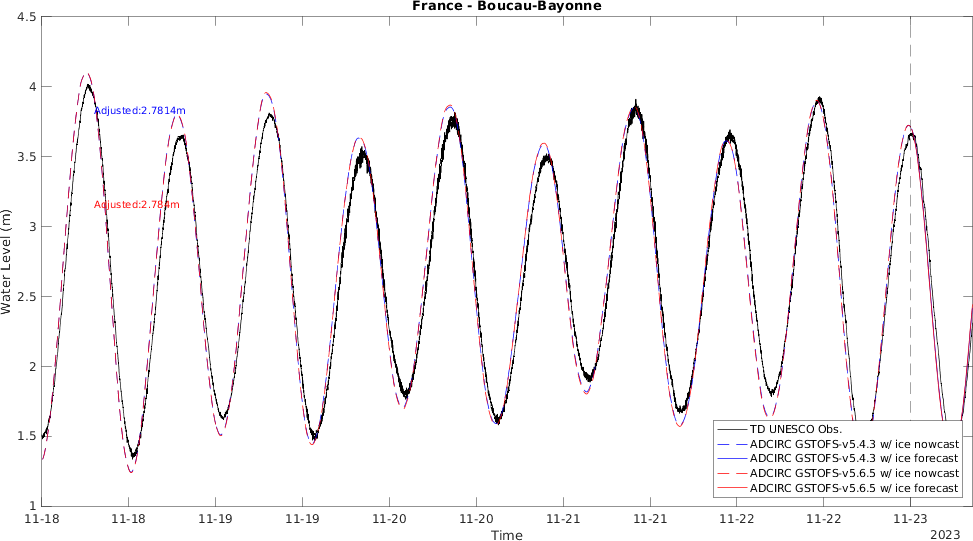 France - Boucau-Bayonne
4.5
4
3.5
3
2.5
2
1.5
1
Water Level (m)
Adjusted:2.7814m
Adjusted:2.784m
TD UNESCO Obs.
ADCIRC GSTOFS-v5.4.3 w/ ice nowcast
ADCIRC GSTOFS-v5.4.3 w/ ice forecast
ADCIRC GSTOFS-v5.6.5 w/ ice nowcast
ADCIRC GSTOFS-v5.6.5 w/ ice forecast
11-18 11-18 11-19 11-19 11-20 11-20 11-21 11-21 11-22 11-22 11-23
Time
2023